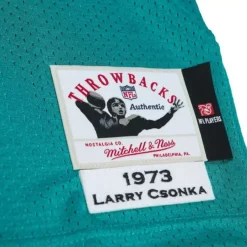 THROWBACKS
NFL
Authentic
NOSTALGIA CO.
Mitchell & Ness
PHILADELPHIA, PA.
NFL PLAYERS
1973
LARRY CSONKA